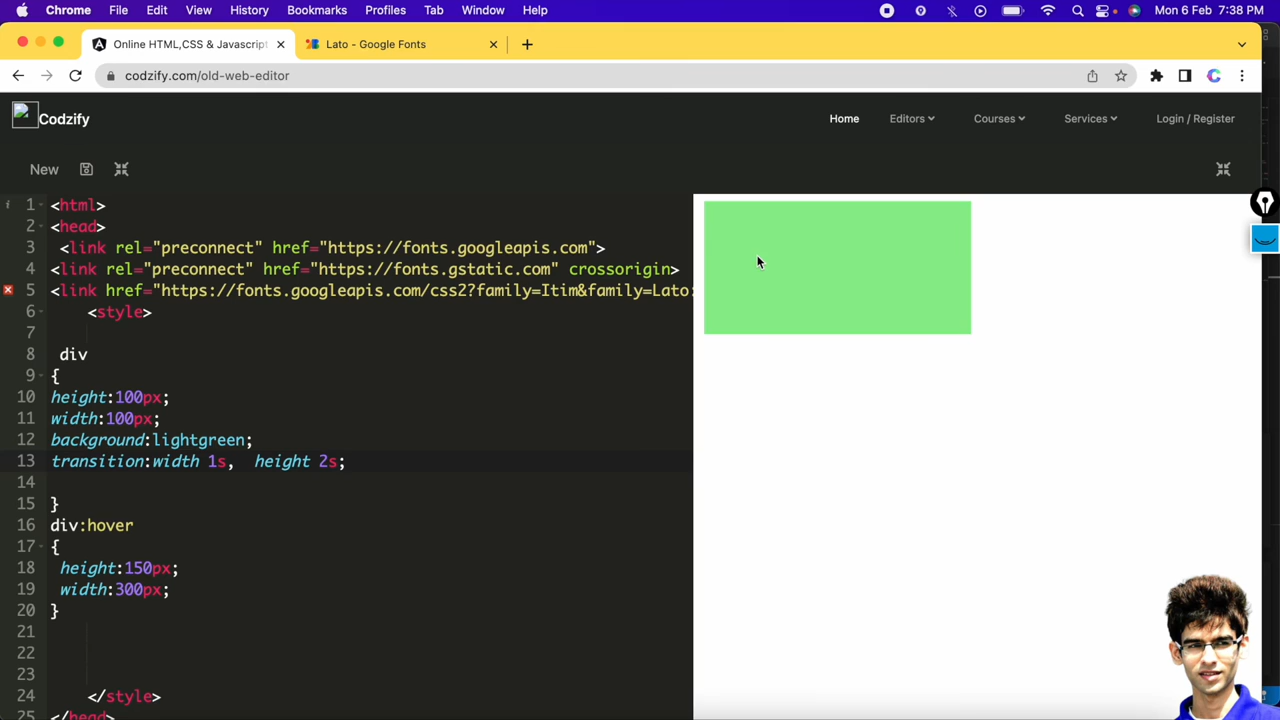 Chrome File Edit View History Bookmarks Profiles Tab Window Help Mon 6 Feb 7:38 PM
Online HTML,CSS & Javascript Lato - Google Fonts
codzify.com/old-web-editor
Codzify Home Editors Courses Services Login / Register
New
1 <html>
2 <head>
3 <link rel="preconnect" href="https://fonts.googleapis.com">
4 <link rel="preconnect" href="https://fonts.gstatic.com" crossorigin>
5 <link href="https://fonts.googleapis.com/css2?family=Itim&family=Lato:
6 <style>
7
8 div
9 {
10 height:100px;
11 width:100px;
12 background:lightgreen;
13 transition:width 1s, height 2s;
14
15 }
16 div:hover
17 {
18 height:150px;
19 width:300px;
20 }
21
22
23
24 </style>
25 </head>